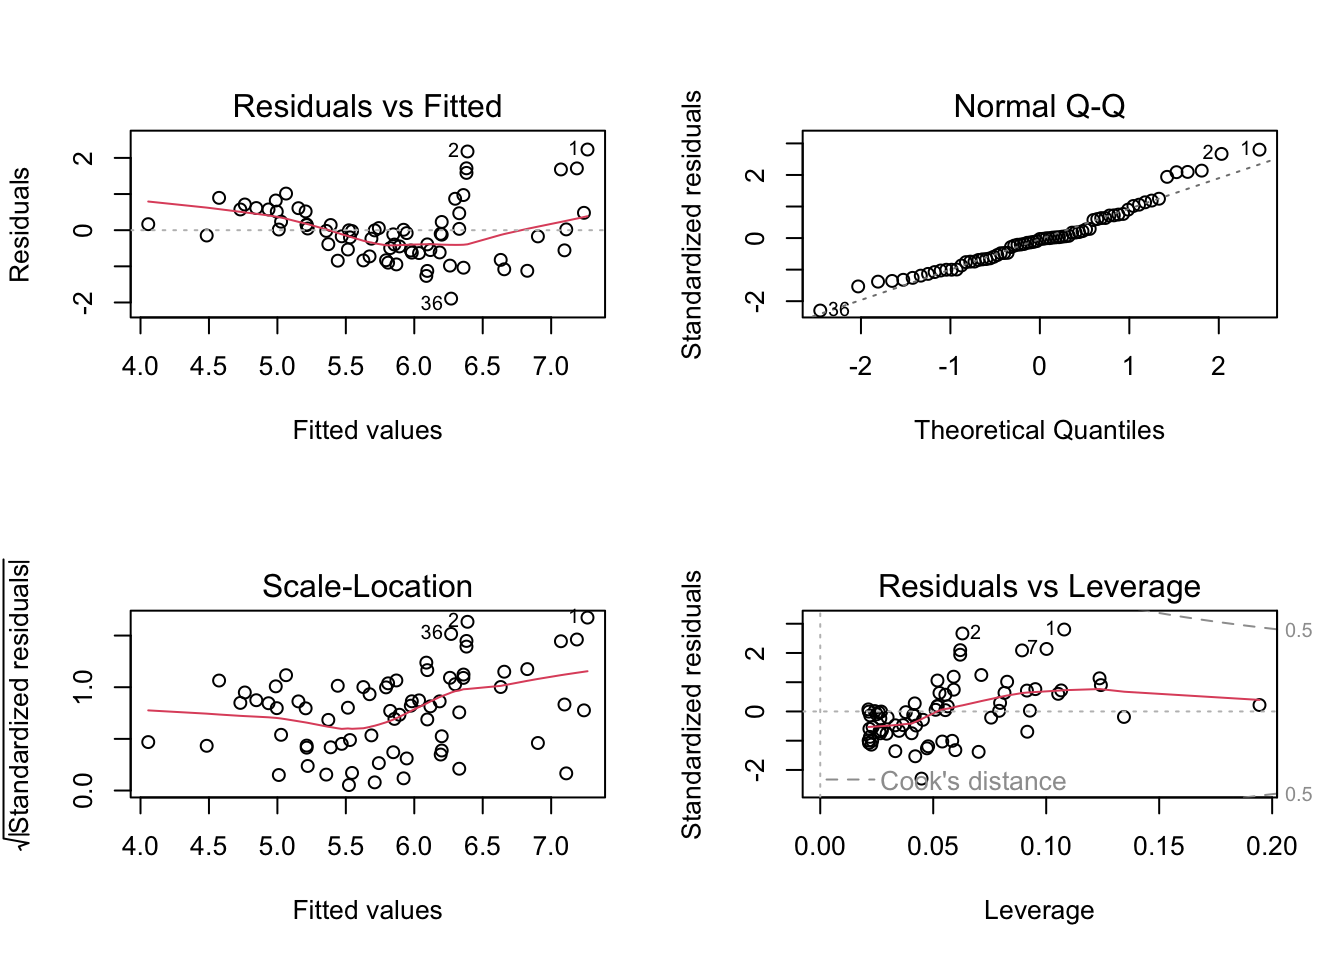 Residuals vs Fitted
Residuals
2
0
-2
2
1
36
4.0 4.5 5.0 5.5 6.0 6.5 7.0
Fitted values
Normal Q-Q
Standardized residuals
2
0
-2
2
1
36
-2 -1 0 1 2
Theoretical Quantiles
Scale-Location
√|Standardized residuals|
1.0
0.0
36
2
1
4.0 4.5 5.0 5.5 6.0 6.5 7.0
Fitted values
Residuals vs Leverage
Standardized residuals
2
0
-2
2
7
1
0.5
0.5
Cook's distance
0.00 0.05 0.10 0.15 0.20
Leverage